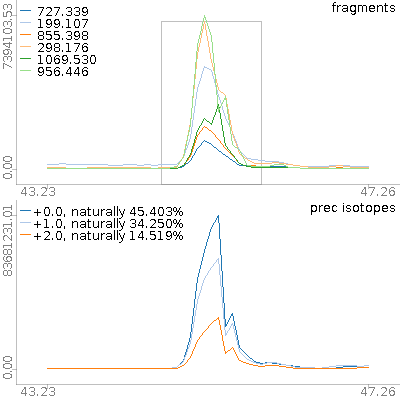 fragments
727.339
199.107
855.398
298.176
1069.530
956.446
7394103.53
0.00
43.23
47.26
prec isotopes
+0.0, naturally 45.403%
+1.0, naturally 34.250%
+2.0, naturally 14.519%
83681231.01
0.00
43.23
47.26